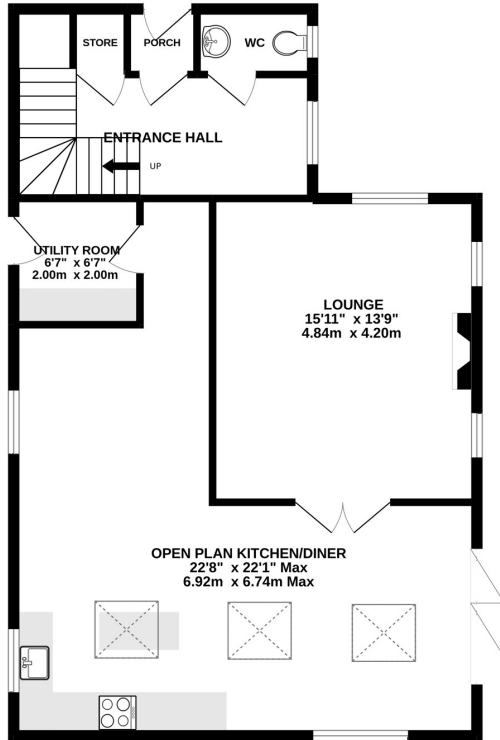 STORE
PORCH
WC
ENTRANCE HALL
UP
UTILITY ROOM
6'7" x 6'7"
2.00m x 2.00m
LOUNGE
15'11" x 13'9"
4.84m x 4.20m
OPEN PLAN KITCHEN/DINER
22'8" x 22'1" Max
6.92m x 6.74m Max